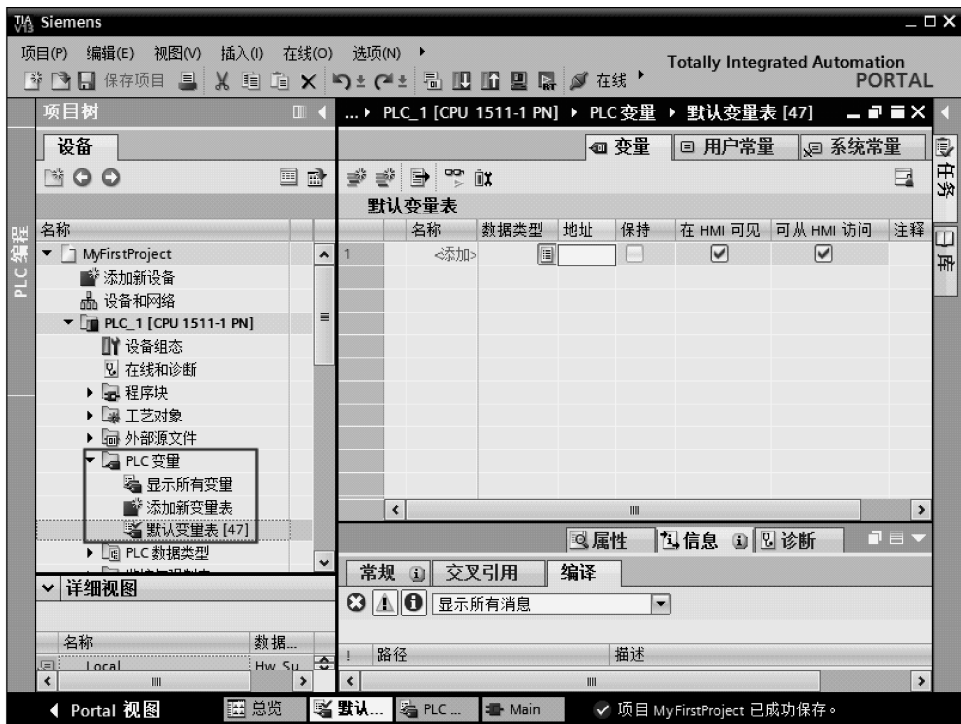 TIA V13 Siemens
项目(P) 编辑(E) 视图(V) 插入(I) 在线(O) 选项(N)
Totally Integrated Automation
PORTAL
保存项目 在线
项目树
... PLC_1 [CPU 1511-1 PN] PLC 变量 默认变量表 [47]
设备
变量 用户常量 系统常量
默认变量表
名称
名称 数据类型 地址 保持 在 HMI 可见 可从 HMI 访问 注释
1 <添加>
MyFirstProject
添加新设备
设备和网络
PLC_1 [CPU 1511-1 PN]
设备组态
在线和诊断
程序块
工艺对象
外部源文件
PLC 变量
显示所有变量
添加新变量表
默认变量表 [47]
PLC 数据类型
PLC 编程
任务
库
属性 信息 诊断
常规 交叉引用 编译
显示所有消息
! 路径 描述
详细视图
名称 数据...
Local Hw_Su
Portal 视图 总览 默认... PLC ... Main 项目 MyFirstProject 已成功保存。